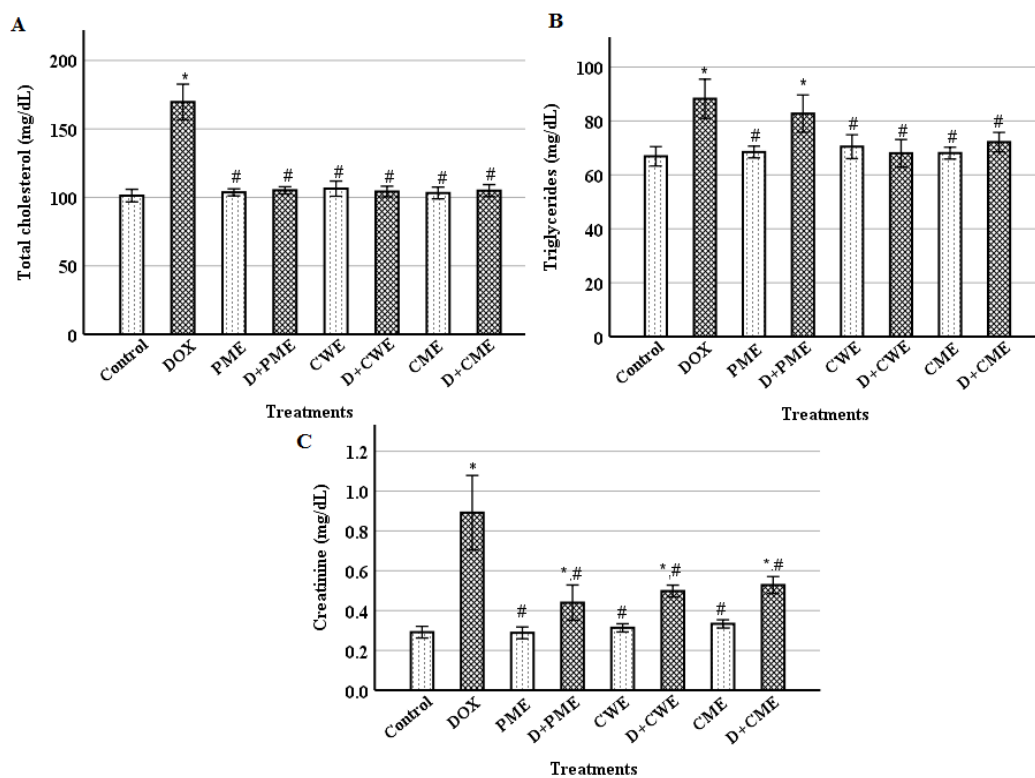 A
Total cholesterol (mg/dL)
200
150
100
50
0
*
#
#
#
#
#
#
Control
DOX
PME
D+PME
CWE
D+CWE
CME
D+CME
Treatments
B
Triglycerides (mg/dL)
100
80
60
40
20
0
*
#
*
#
#
#
#
Control
DOX
PME
D+PME
CWE
D+CWE
CME
D+CME
Treatments
C
Creatinine (mg/dL)
1.2
1.0
0.8
0.6
0.4
0.2
0.0
*
#
*,#
#
*,#
#
*,#
Control
DOX
PME
D+PME
CWE
D+CWE
CME
D+CME
Treatments